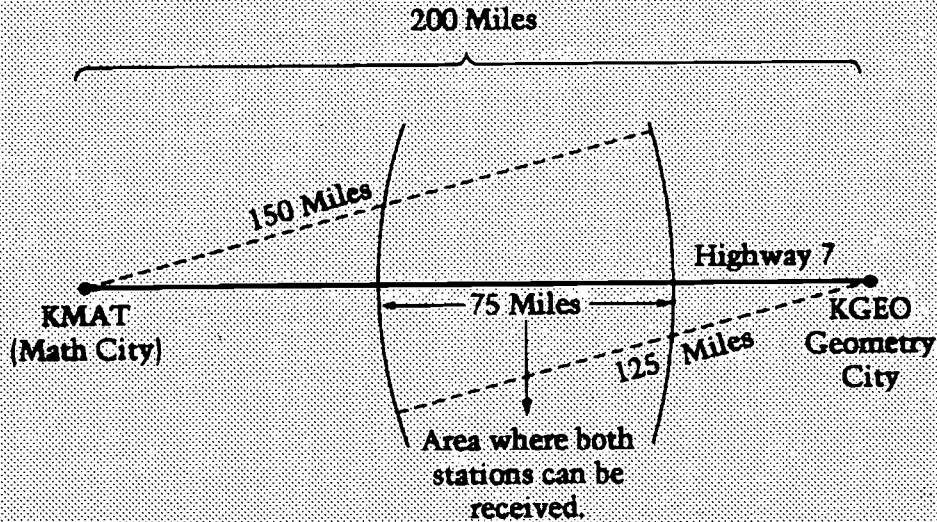 200 Miles
150 Miles
Highway 7
75 Miles
KMAT
(Math City)
KGEO
Geometry
City
125 Miles
Area where both
stations can be
received.